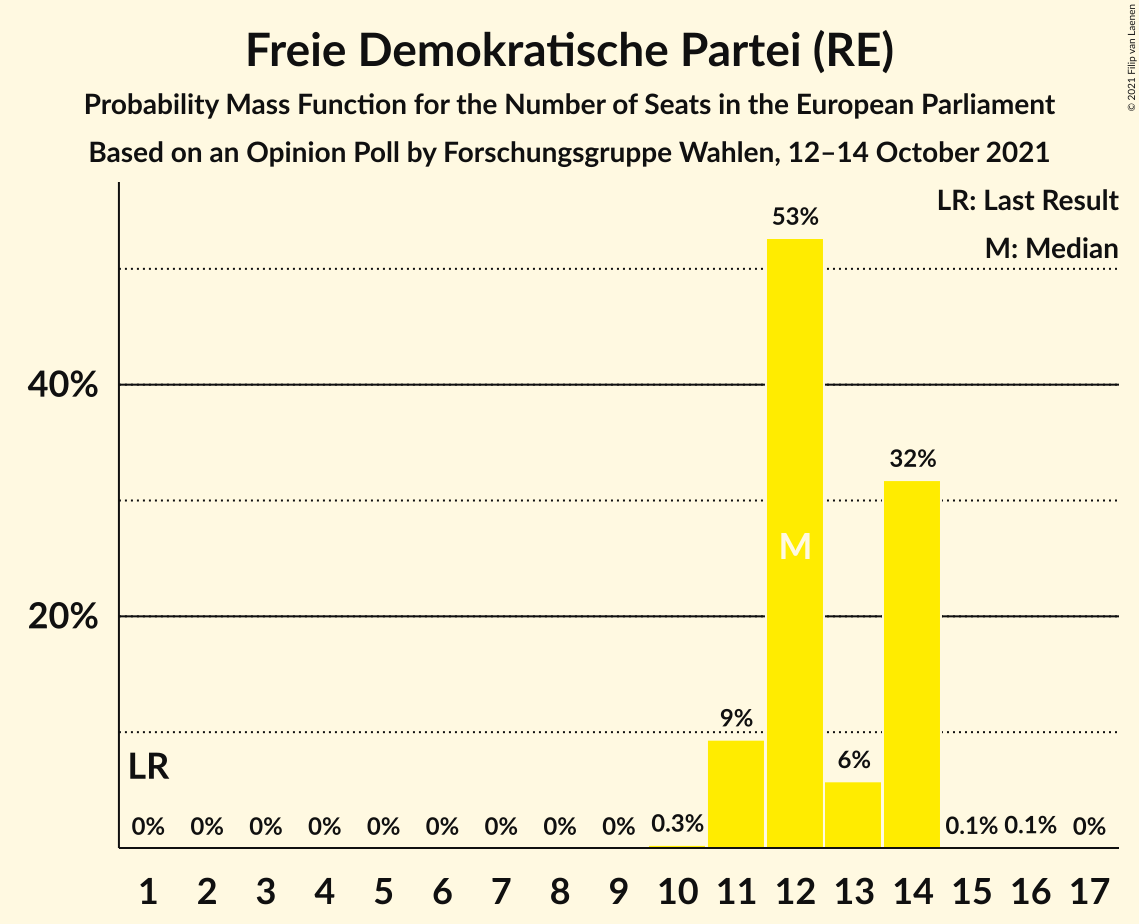 Freie Demokratische Partei (RE)
Probability Mass Function for the Number of Seats in the European Parliament
Based on an Opinion Poll by Forschungsgruppe Wahlen, 12–14 October 2021
© 2021 Filip van Laenen
LR: Last Result
M: Median
53%
40%
32%
M
20%
9%
6%
LR
0% 0% 0% 0% 0% 0% 0% 0% 0% 0.3% 0.1% 0.1% 0%
1 2 3 4 5 6 7 8 9 10 11 12 13 14 15 16 17